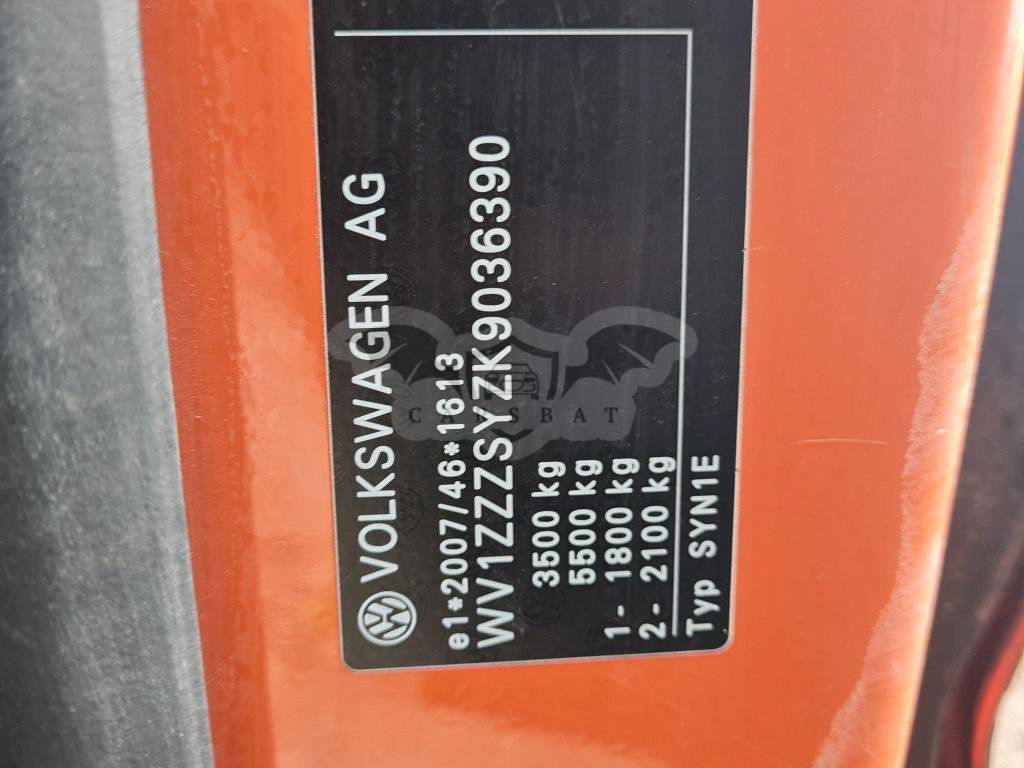 VOLKSWAGEN AG
e1*2007/46*1613
WV1ZZZSYZK9036390
3500 kg
5500 kg
1- 1800 kg
2- 2100 kg
Typ SYN1E
CARSBAT